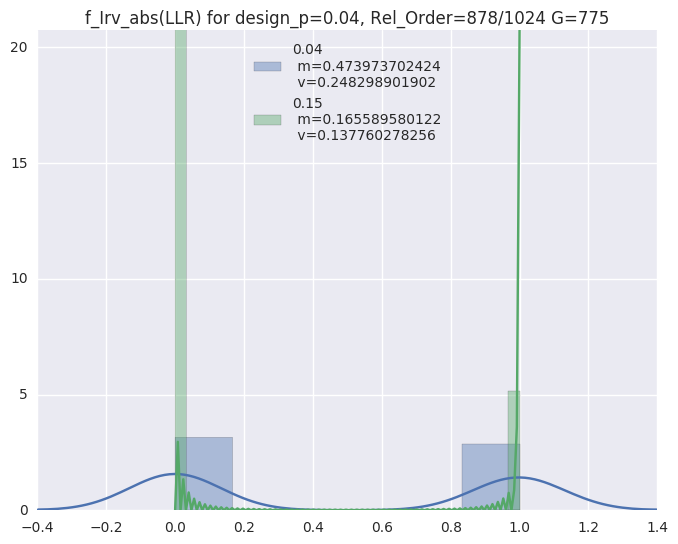 f_Irv_abs(LLR) for design_p=0.04, Rel_Order=878/1024 G=775
20
15
10
5
0
0.04
m=0.473973702424
v=0.248298901902
0.15
m=0.165589580122
v=0.137760278256
−0.4 −0.2 0.0 0.2 0.4 0.6 0.8 1.0 1.2 1.4